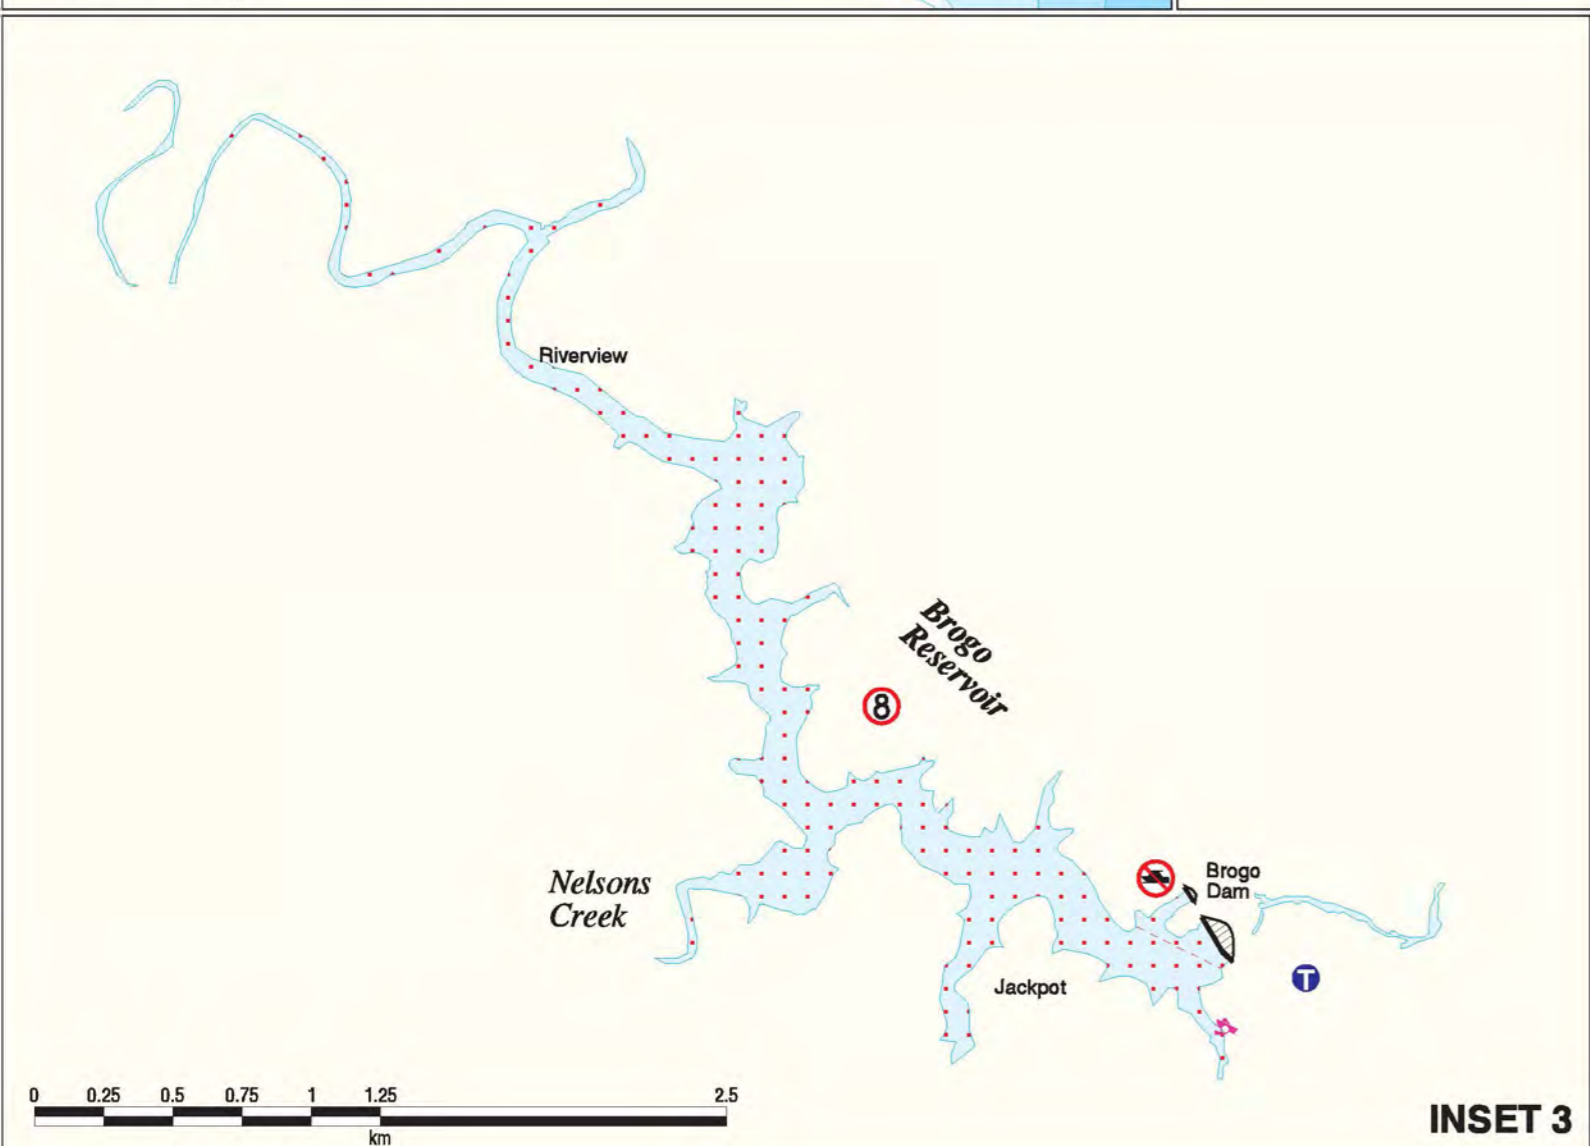 Riverview
Brogo
Reservoir
8
Nelsons
Creek
Brogo
Dam
Jackpot
T
0 0.25 0.5 0.75 1 1.25 2.5
km
INSET 3